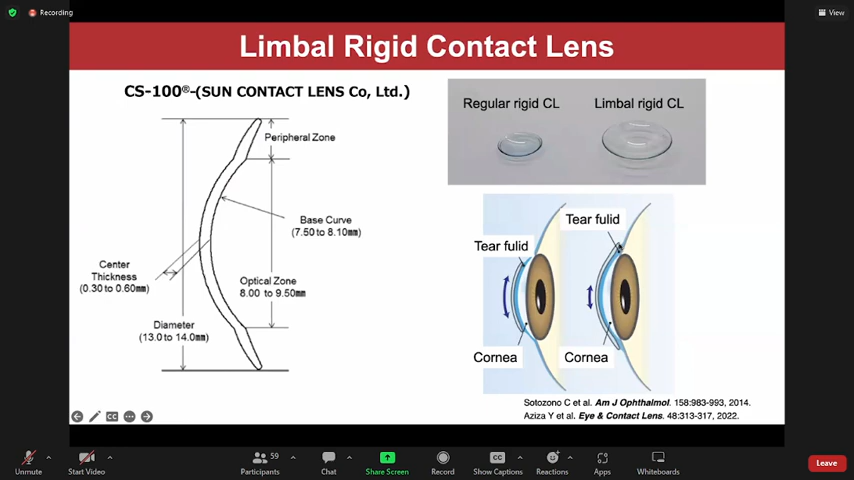 Recording
View
Limbal Rigid Contact Lens
CS-100®-(SUN CONTACT LENS Co, Ltd.)
Peripheral Zone
Base Curve
(7.50 to 8.10㎜)
Center
Thickness
(0.30 to 0.60㎜)
Optical Zone
8.00 to 9.50㎜
Diameter
(13.0 to 14.0㎜)
Regular rigid CL
Limbal rigid CL
Tear fulid
Tear fulid
Cornea
Cornea
Sotozono C et al. Am J Ophthalmol. 158:983-993, 2014.
Aziza Y et al. Eye & Contact Lens. 48:313-317, 2022.
CC
Unmute
Start Video
59
Participants
Chat
Share Screen
Record
CC
Show Captions
Reactions
Apps
Whiteboards
Leave